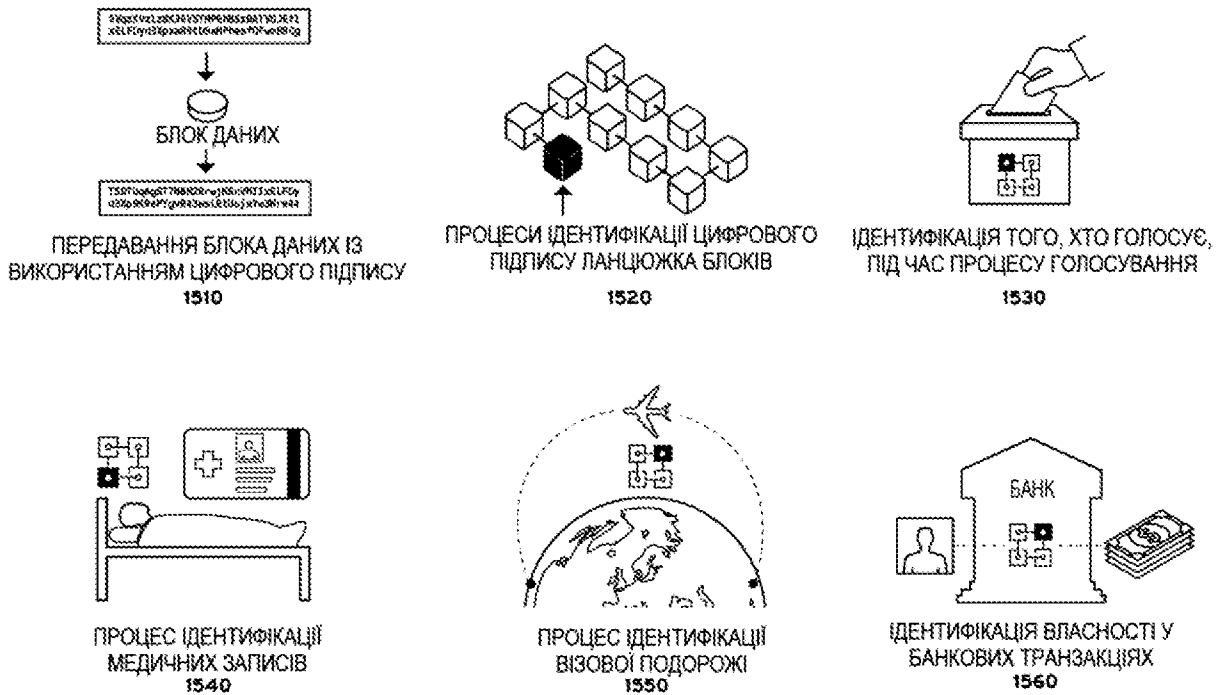 БЛОК ДАНИХ
ПЕРЕДАВАННЯ БЛОКА ДАНИХ ІЗ
ВИКОРИСТАННЯМ ЦИФРОВОГО ПІДПИСУ
1510
ПРОЦЕСИ ІДЕНТИФІКАЦІЇ ЦИФРОВОГО
ПІДПИСУ ЛАНЦЮЖКА БЛОКІВ
1520
ІДЕНТИФІКАЦІЯ ТОГО, ХТО ГОЛОСУЄ,
ПІД ЧАС ПРОЦЕСУ ГОЛОСУВАННЯ
1530
ПРОЦЕС ІДЕНТИФІКАЦІЇ
МЕДИЧНИХ ЗАПИСІВ
1540
ПРОЦЕС ІДЕНТИФІКАЦІЇ
ВІЗОВОЇ ПОДОРОЖІ
1550
БАНК
ІДЕНТИФІКАЦІЯ ВЛАСНОСТІ У
БАНКОВИХ ТРАНЗАКЦІЯХ
1560